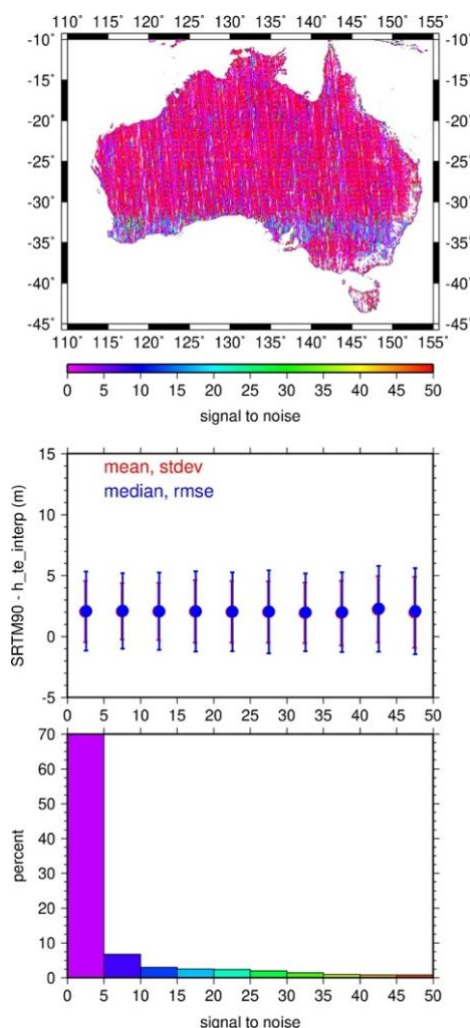 110˚ 115˚ 120˚ 125˚ 130˚ 135˚ 140˚ 145˚ 150˚ 155˚
-10˚ -10˚
-15˚ -15˚
-20˚ -20˚
-25˚ -25˚
-30˚ -30˚
-35˚ -35˚
-40˚ -40˚
-45˚ -45˚
110˚ 115˚ 120˚ 125˚ 130˚ 135˚ 140˚ 145˚ 150˚ 155˚
0 5 10 15 20 25 30 35 40 45 50
signal to noise
SRTM90 - h_te_interp (m)
15
mean, stdev
median, rmse
10
5
0
-5
0 5 10 15 20 25 30 35 40 45 50
percent
70
60
50
40
30
20
10
0
0 5 10 15 20 25 30 35 40 45 50
signal to noise